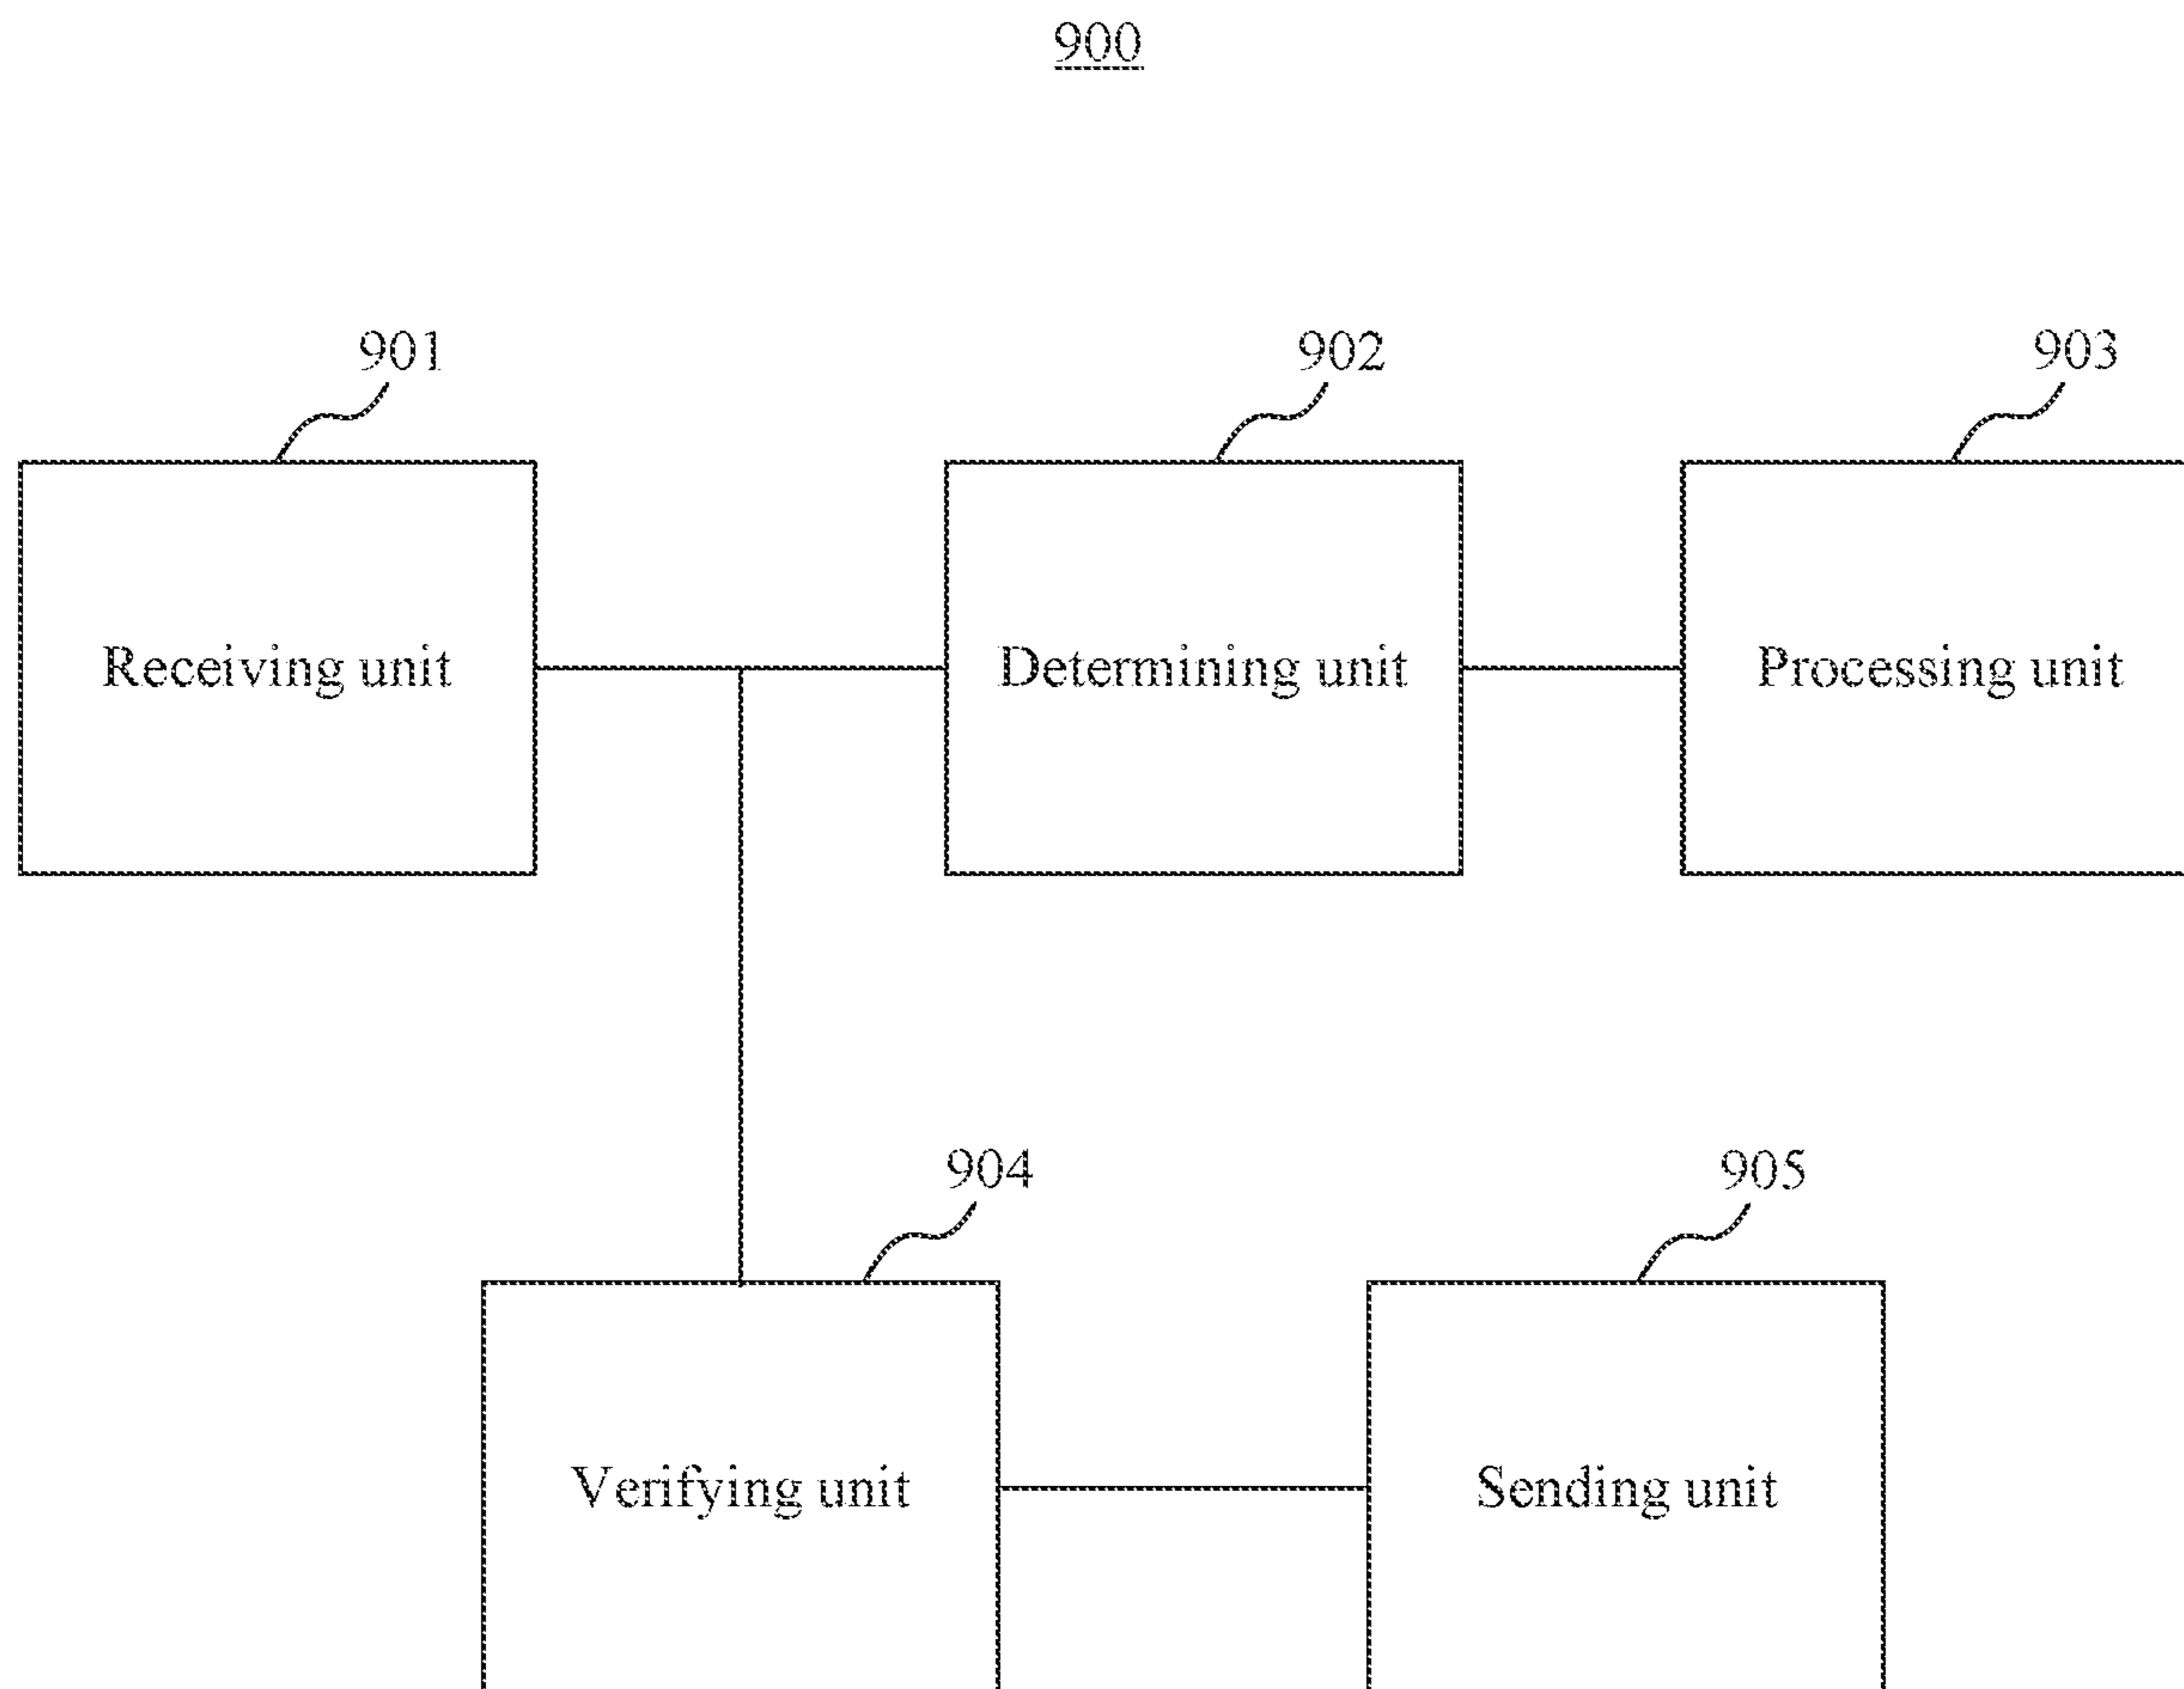 900
901
902
903
Receiving unit
Determining unit
Processing unit
904
905
Verifying unit
Sending unit